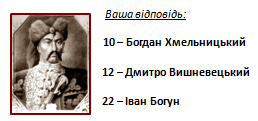 Ваша відповідь:
10 – Богдан Хмельницький
12 – Дмитро Вишневецький
22 – Іван Богун